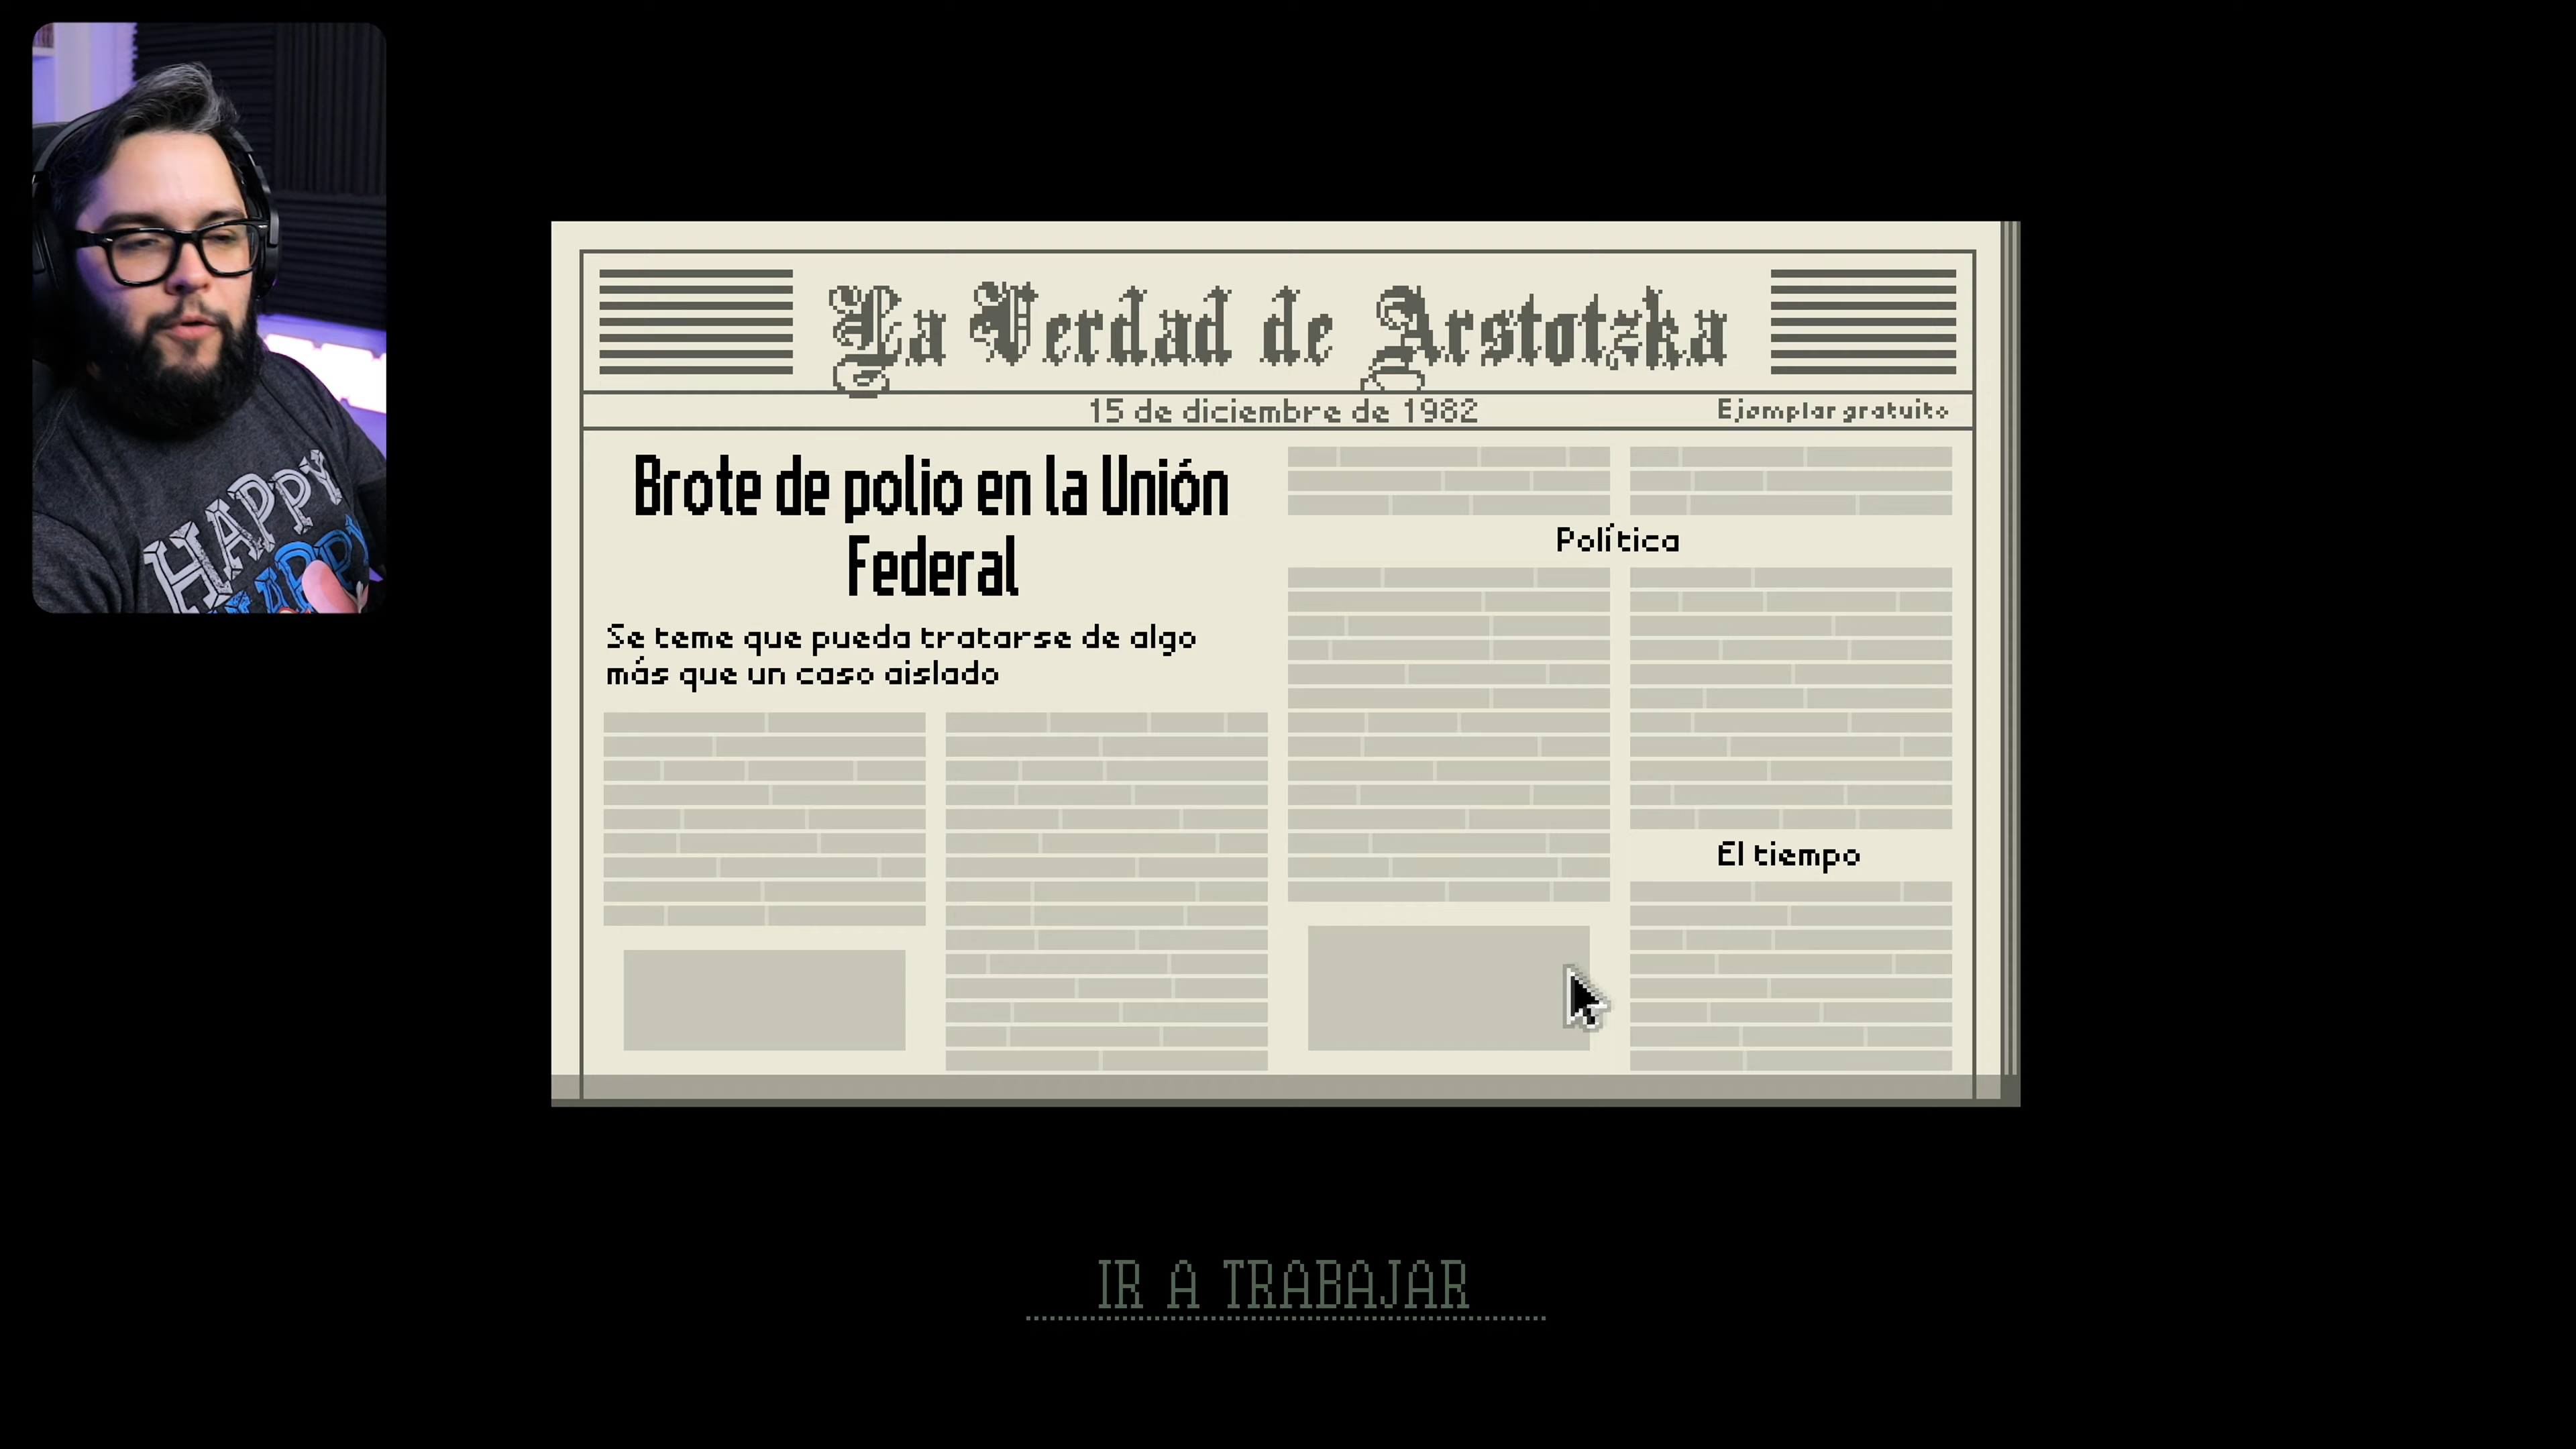 HAPPY
HAPPY
La Verdad de Arstotzka
15 de diciembre de 1982
Ejemplar gratuito
Brote de polio en la Unión
Federal
Se teme que pueda tratarse de algo
más que un caso aislado
Política
El tiempo
IR A TRABAJAR